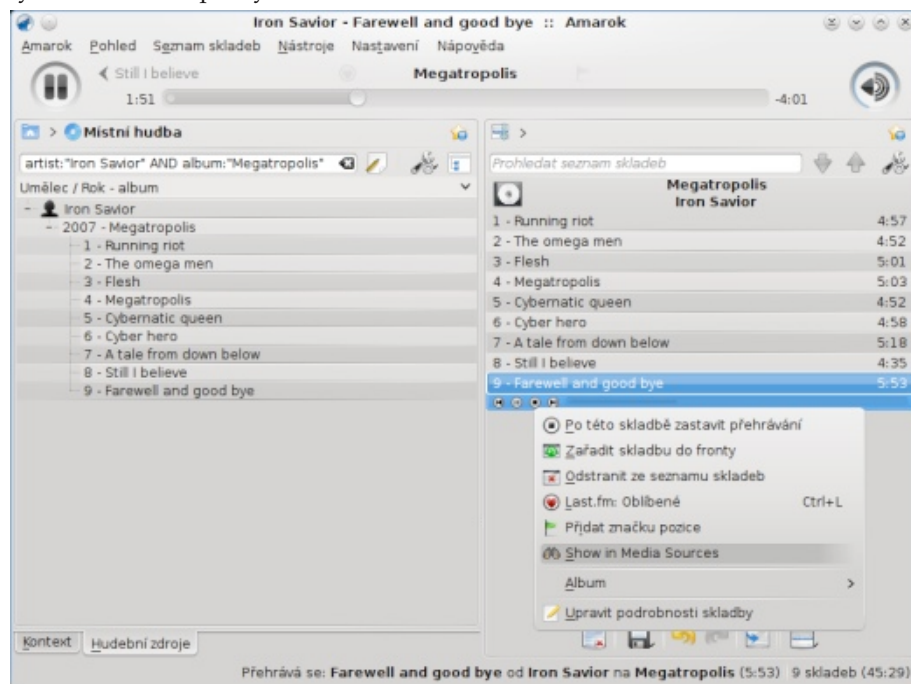 Iron Savior - Farewell and good bye :: Amarok
Amarok Pohled Seznam skladeb Nástroje Nastavení Nápověda
Still I believe
Megatropolis
1:51
-4:01
> Místní hudba
>
artist:"Iron Savior" AND album:"Megatropolis"
Prohledat seznam skladeb
Umělec / Rok - album
Iron Savior
2007 - Megatropolis
1 - Running riot
2 - The omega men
3 - Flesh
4 - Megatropolis
5 - Cybernatic queen
6 - Cyber hero
7 - A tale from down below
8 - Still I believe
9 - Farewell and good bye
Megatropolis
Iron Savior
1 - Running riot 4:57
2 - The omega men 4:52
3 - Flesh 5:01
4 - Megatropolis 5:03
5 - Cybernatic queen 4:52
6 - Cyber hero 4:58
7 - A tale from down below 5:18
8 - Still I believe 4:35
9 - Farewell and good bye 5:53
Po této skladbě zastavit přehrávání
Zařadit skladbu do fronty
Odstranit ze seznamu skladeb
Last.fm: Oblíbené Ctrl+L
Přidat značku pozice
Show in Media Sources
Album >
Upravit podrobnosti skladby
Kontext Hudební zdroje
Přehrává se: Farewell and good bye od Iron Savior na Megatropolis (5:53) 9 skladeb (45:29)